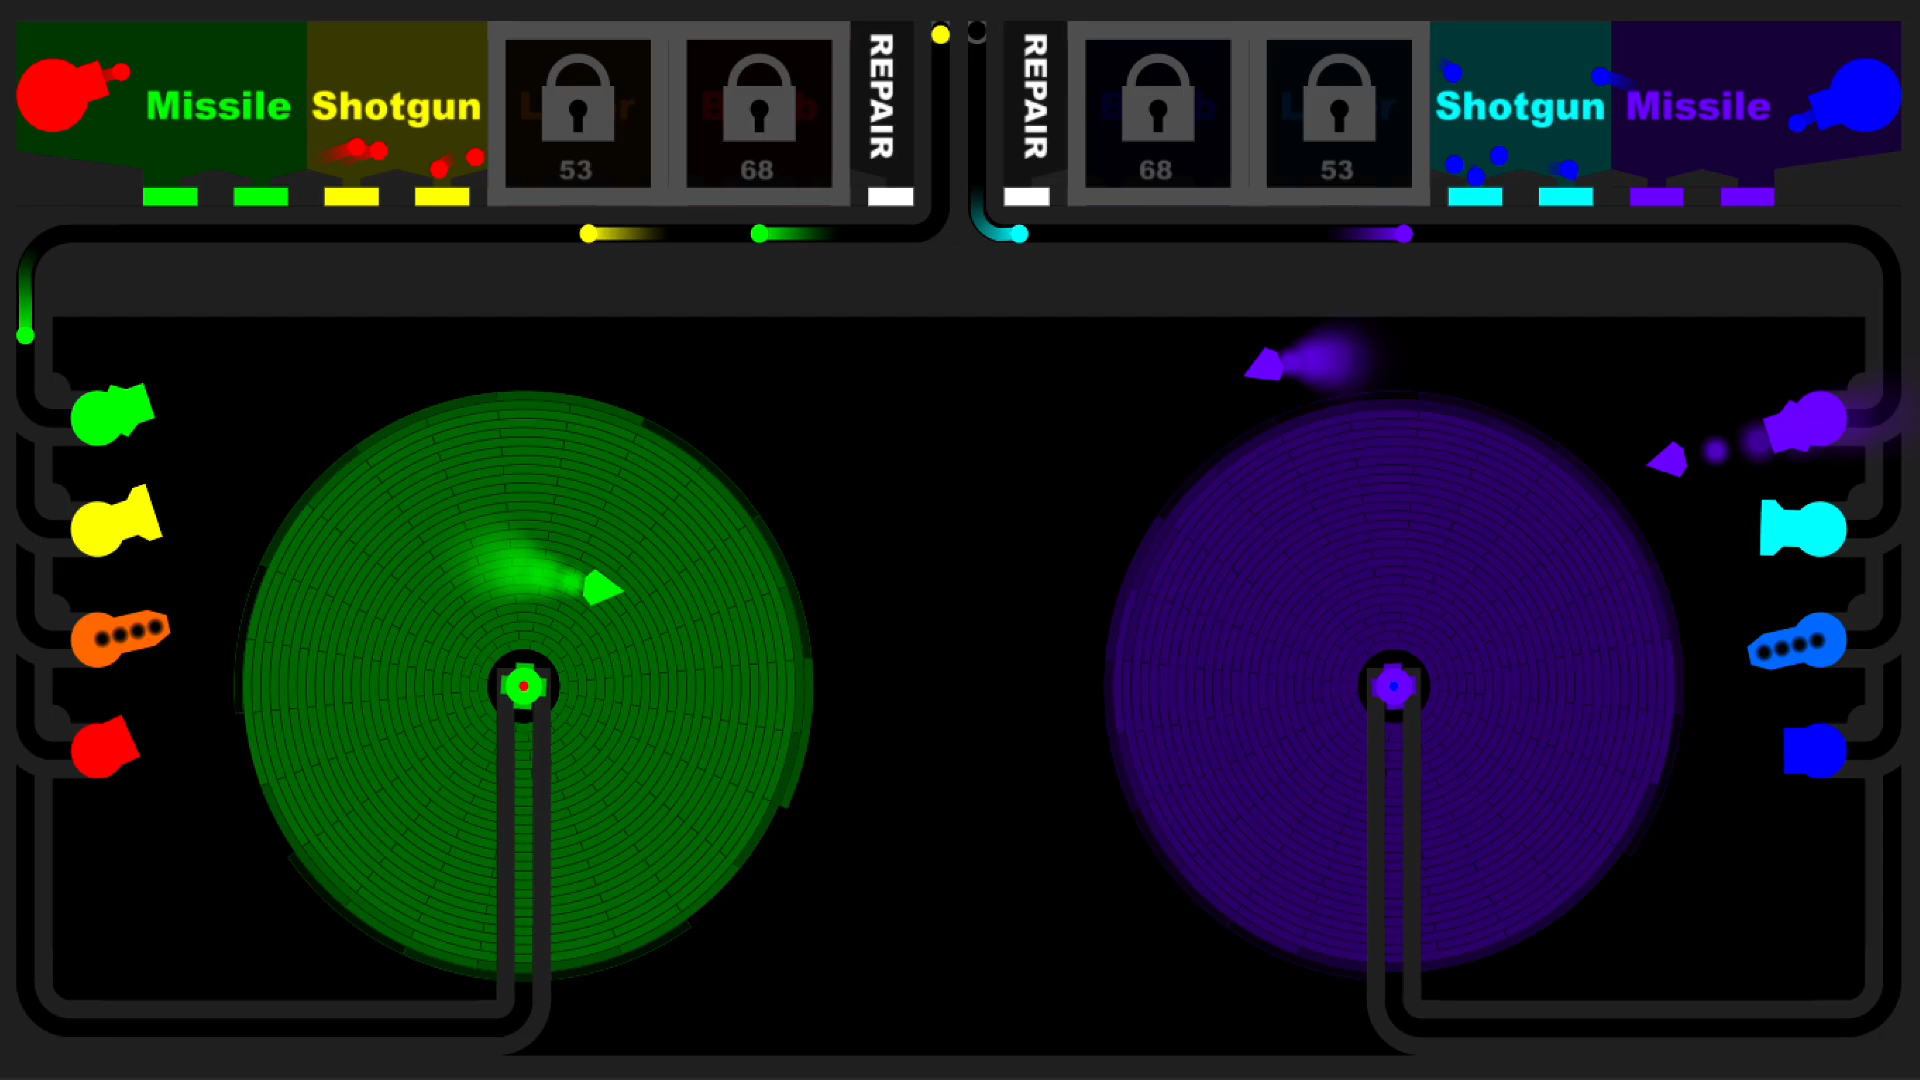 Missile
Shotgun
53
68
REPAIR
REPAIR
68
53
Shotgun
Missile